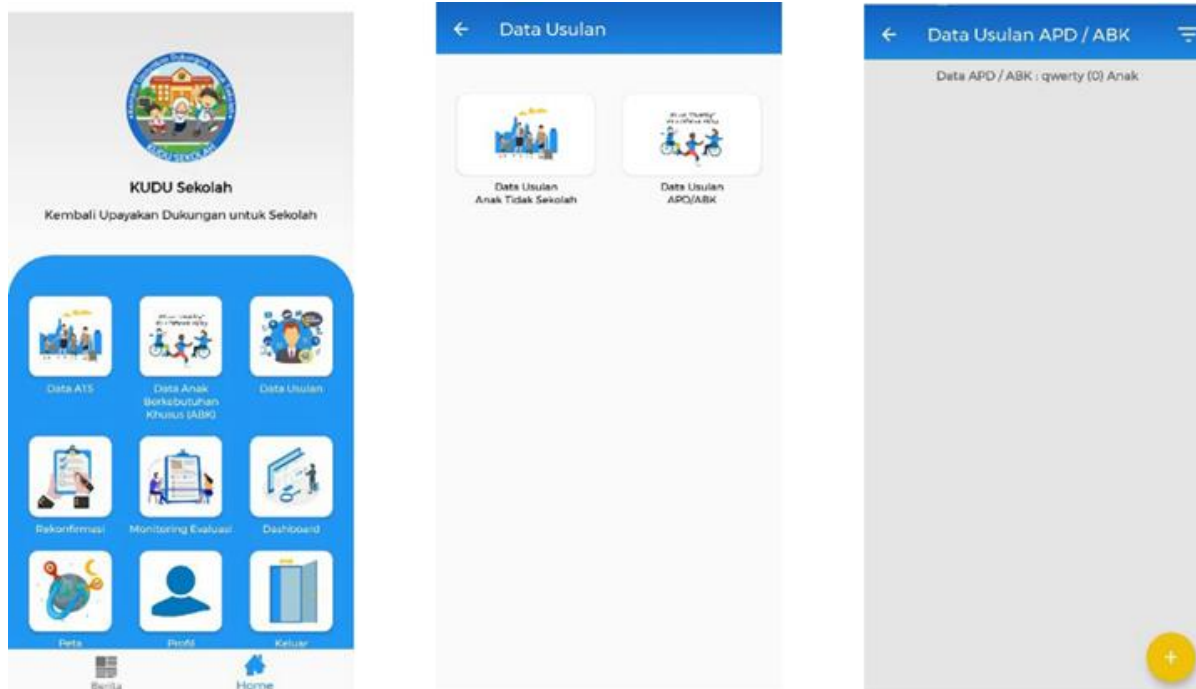 KUDU SEKOLAH
KUDU Sekolah
Kembali Upayakan Dukungan untuk Sekolah
Data ATS
Data Anak
Berkebutuhan
Khusus (ABK)
Data Usulan
Rekonfirmasi
Monitoring Evaluasi
Dashboard
Peta
Profil
Keluar
Berita
Home
Data Usulan
Data Usulan
Anak Tidak Sekolah
Data Usulan
APD/ABK
Data Usulan APD / ABK
Data APD / ABK : qwerty (0) Anak